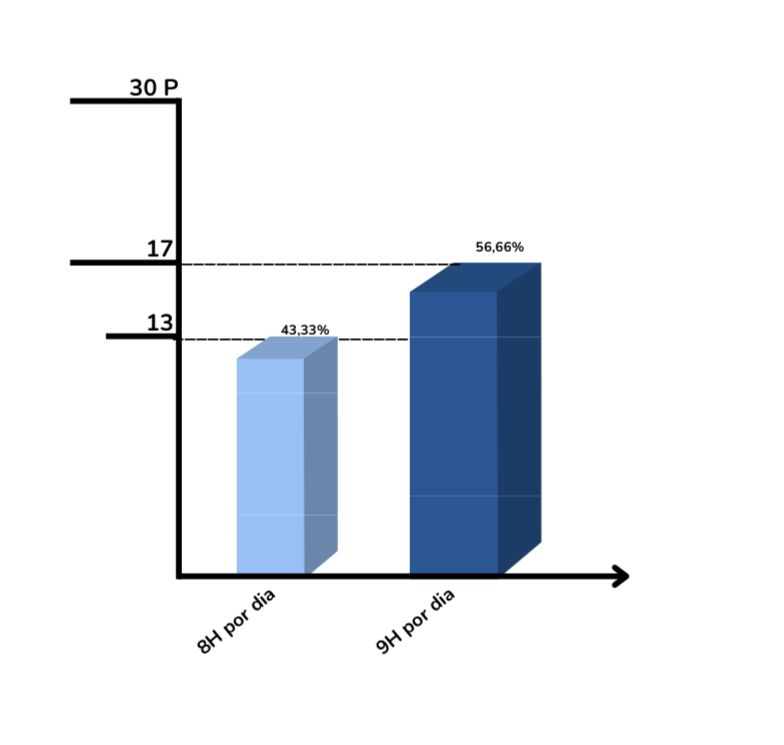 30 P
17
56,66%
13
43,33%
8H por dia
9H por dia